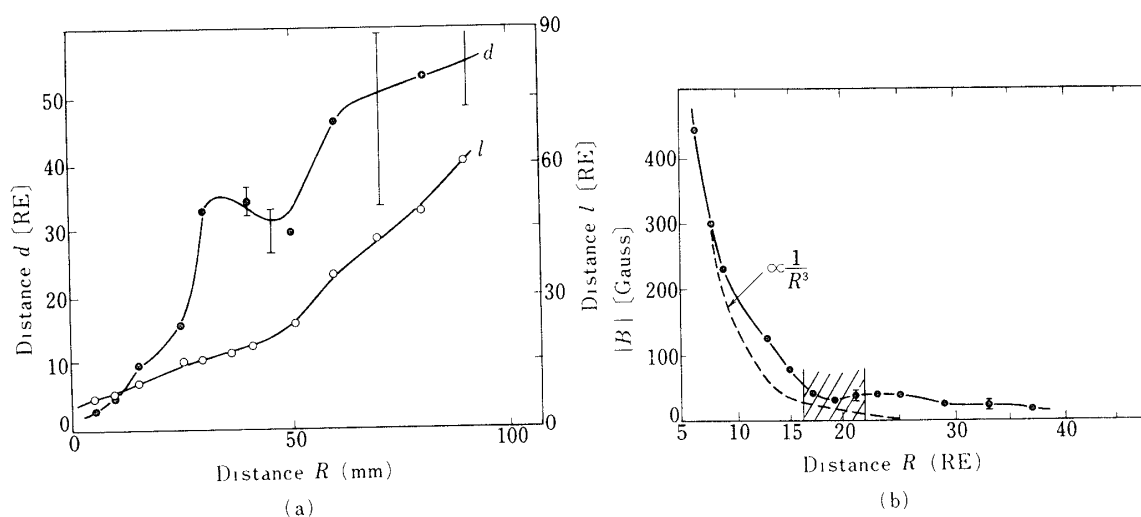 90
50
40
30
20
10
0
Distance d [RE]
d
l
60
30
0
Distance l [RE]
0
50
100
Distance R (mm)
(a)
400
300
200
100
0
|B| [Gauss]
∝ 1/R³
5
10
15
20
25
30
40
Distance R (RE)
(b)